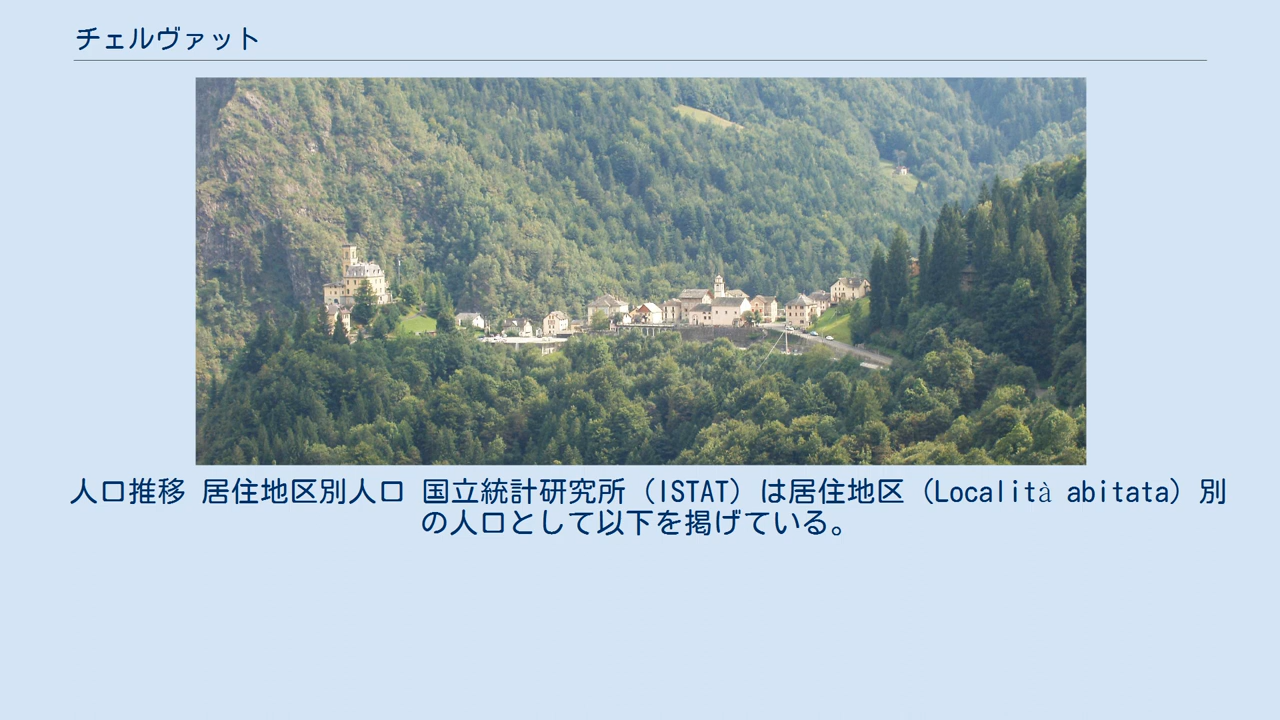 チェルヴァット
人口推移 居住地区別人口 国立統計研究所（ISTAT）は居住地区（Località abitata）別
の人口として以下を掲げている。